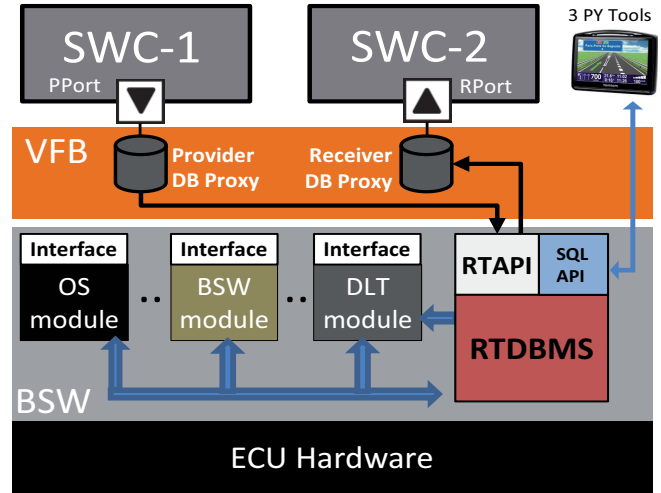 SWC-1
PPort
SWC-2
RPort
3 PY Tools
VFB
Provider
DB Proxy
Receiver
DB Proxy
Interface
OS
module
Interface
BSW
module
Interface
DLT
module
RTAPI
SQL
API
RTDBMS
BSW
ECU Hardware